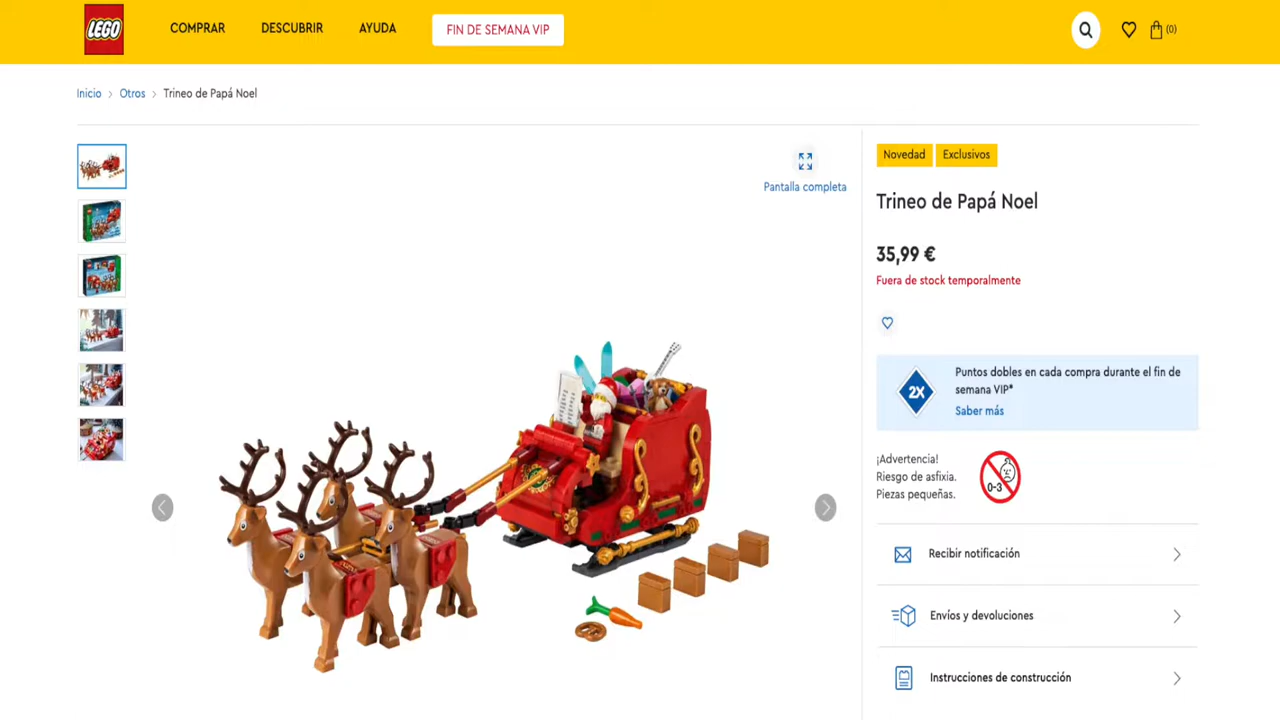 LEGO
COMPRAR
DESCUBRIR
AYUDA
FIN DE SEMANA VIP
(0)
Inicio > Otros > Trineo de Papá Noel
Pantalla completa
Novedad
Exclusivos
Trineo de Papá Noel
35,99 €
Fuera de stock temporalmente
2X
Puntos dobles en cada compra durante el fin de
semana VIP*
Saber más
¡Advertencia!
Riesgo de asfixia.
Piezas pequeñas.
0-3
Recibir notificación
Envíos y devoluciones
Instrucciones de construcción